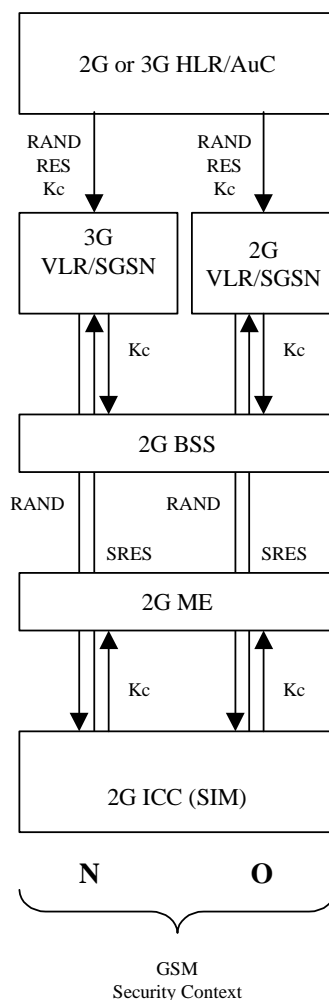 2G or 3G HLR/AuC
RAND
RES
Kc
RAND
RES
Kc
3G
VLR/SGSN
2G
VLR/SGSN
Kc
Kc
2G BSS
RAND
RAND
SRES
SRES
2G ME
Kc
Kc
2G ICC (SIM)
N
O
GSM
Security Context